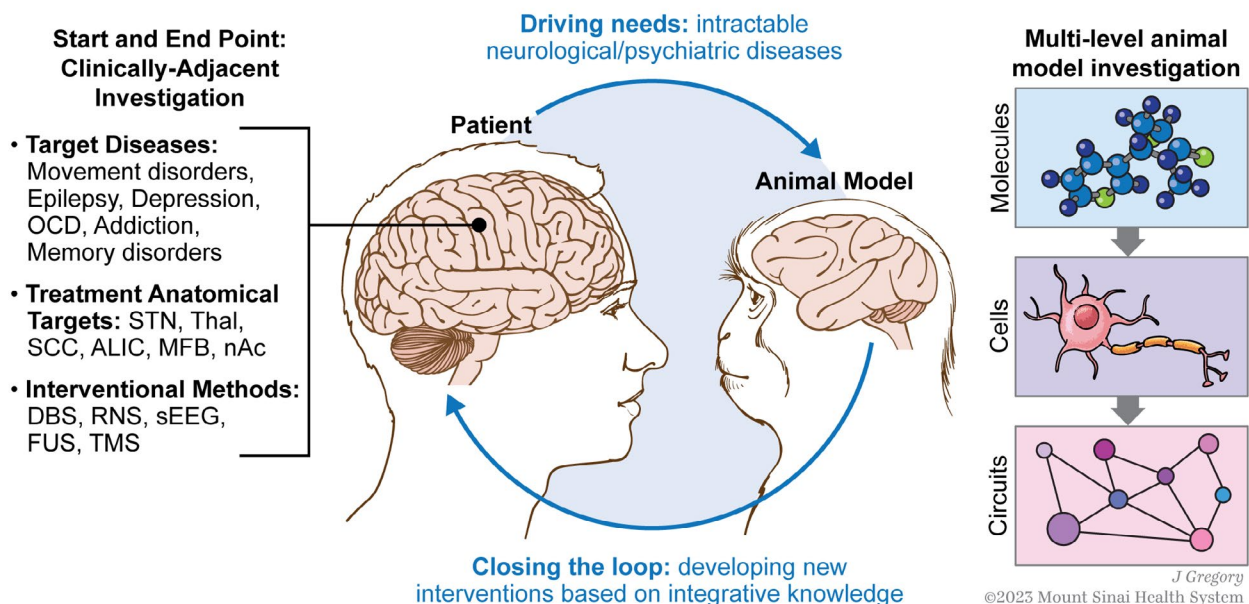 Start and End Point:
Clinically-Adjacent
Investigation
• Target Diseases:
Movement disorders,
Epilepsy, Depression,
OCD, Addiction,
Memory disorders
• Treatment Anatomical
Targets: STN, Thal,
SCC, ALIC, MFB, nAc
• Interventional Methods:
DBS, RNS, sEEG,
FUS, TMS
Driving needs: intractable
neurological/psychiatric diseases
Patient
Animal Model
Closing the loop: developing new
interventions based on integrative knowledge
Multi-level animal
model investigation
Molecules
Cells
Circuits
J Gregory
©2023 Mount Sinai Health System